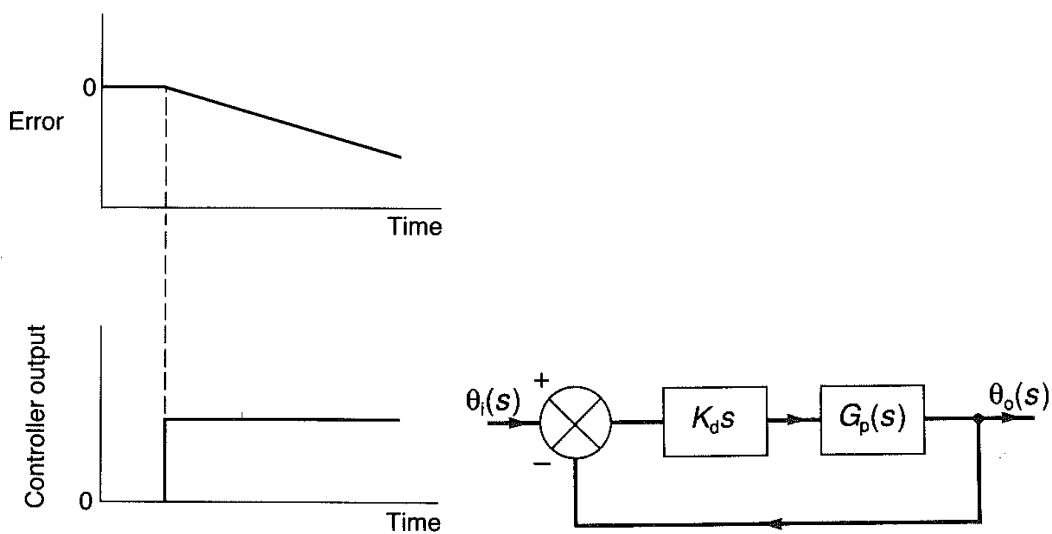 0
Error
Time
Controller output
0
Time
θi(s)
+
−
Kds
Gp(s)
θo(s)